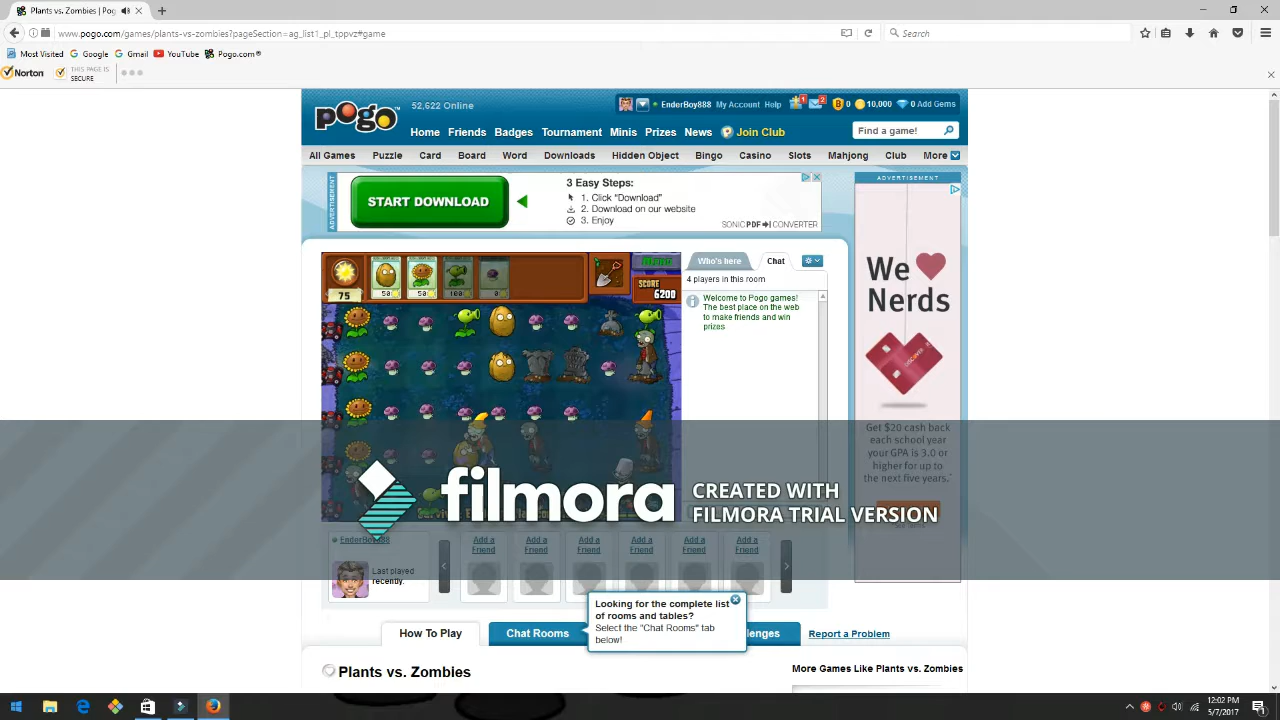 Plants vs. Zombies | Pog
www.pogo.com/games/plants-vs-zombies?pageSection=ag_list1_pl_toppvz#game
Search
Most Visited Google Gmail YouTube Pogo.com®
Norton THIS PAGE IS
SECURE
pogo
52,622 Online
EnderBoy888 My Account Help 1 2 0 10,000 0 Add Gems
Home Friends Badges Tournament Minis Prizes News Join Club
Find a game!
All Games Puzzle Card Board Word Downloads Hidden Object Bingo Casino Slots Mahjong Club More
ADVERTISEMENT
START DOWNLOAD
3 Easy Steps:
1. Click "Download"
2. Download on our website
3. Enjoy
SONIC PDF CONVERTER
ADVERTISEMENT
We
Nerds
DISCOVER
Get $20 cash back
each school year
your GPA is 3.0 or
higher for up to
the next five years.
75
50 50 100 0
SCORE
6200
Who's here Chat
4 players in this room
Welcome to Pogo games!
The best place on the web
to make friends and win
prizes
filmora
CREATED WITH
FILMORA TRIAL VERSION
EnderBoy888
Last played
recently.
Add a
Friend
Add a
Friend
Add a
Friend
Add a
Friend
Add a
Friend
Add a
Friend
Looking for the complete list
of rooms and tables?
Select the "Chat Rooms" tab
below!
How To Play Chat Rooms lenges Report a Problem
Plants vs. Zombies
More Games Like Plants vs. Zombies
12:02 PM
5/7/2017